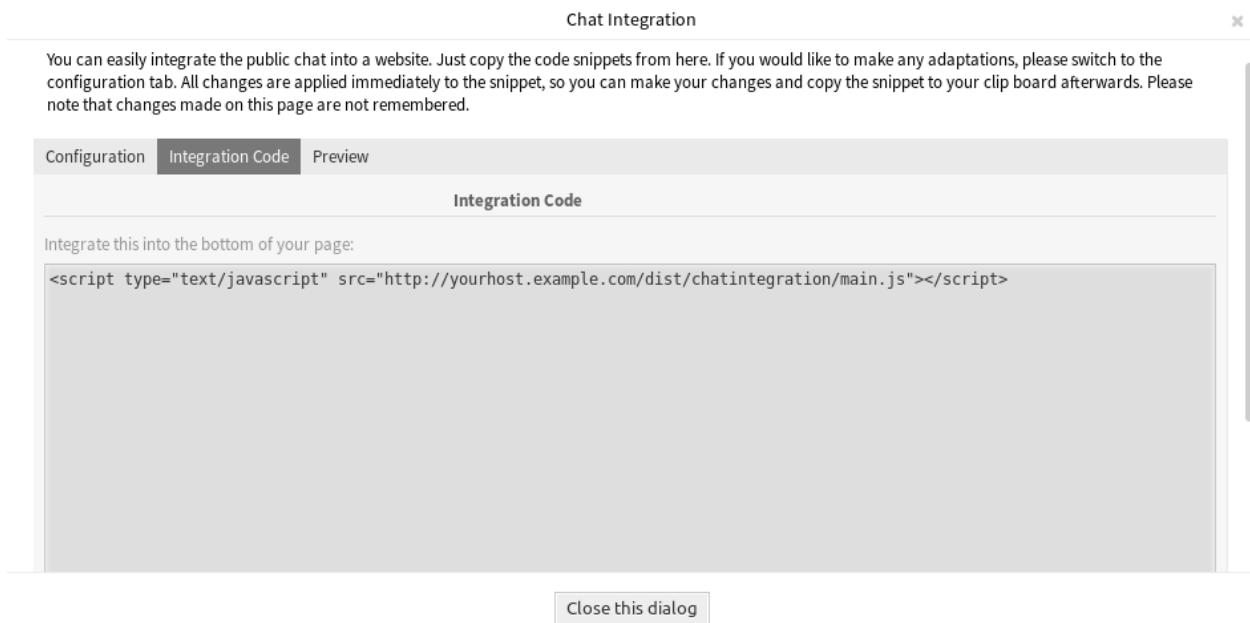 Chat Integration
×
You can easily integrate the public chat into a website. Just copy the code snippets from here. If you would like to make any adaptations, please switch to the
configuration tab. All changes are applied immediately to the snippet, so you can make your changes and copy the snippet to your clip board afterwards. Please
note that changes made on this page are not remembered.
Configuration Integration Code Preview
Integration Code
Integrate this into the bottom of your page:
<script type="text/javascript" src="http://yourhost.example.com/dist/chatintegration/main.js"></script>
Close this dialog